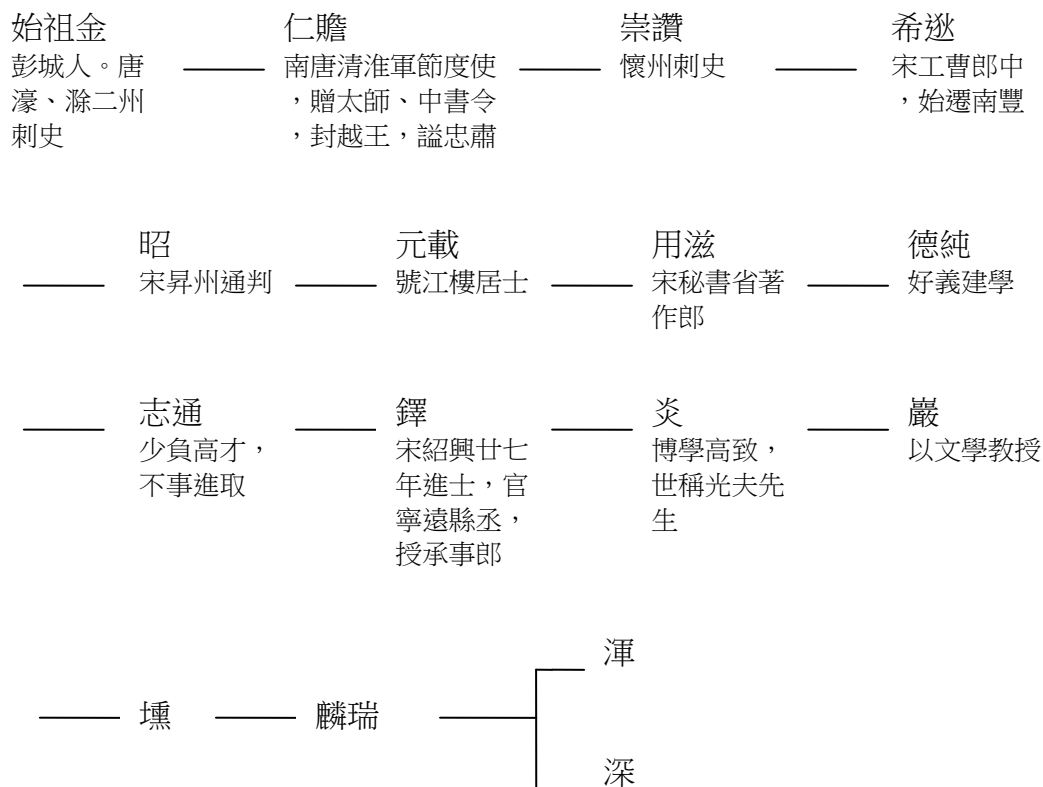 始祖金
彭城人。唐
濠、滁二州
刺史
仁贍
南唐清淮軍節度使
，贈太師、中書令
，封越王，謚忠肅
崇讚
懷州刺史
希逖
宋工曹郎中
，始遷南豐
昭
宋昇州通判
元載
號江樓居士
用滋
宋秘書省著
作郎
德純
好義建學
志通
少負高才，
不事進取
鐸
宋紹興廿七
年進士，官
寧遠縣丞，
授承事郎
炎
博學高致，
世稱光夫先
生
巖
以文學教授
壎
麟瑞
渾
深